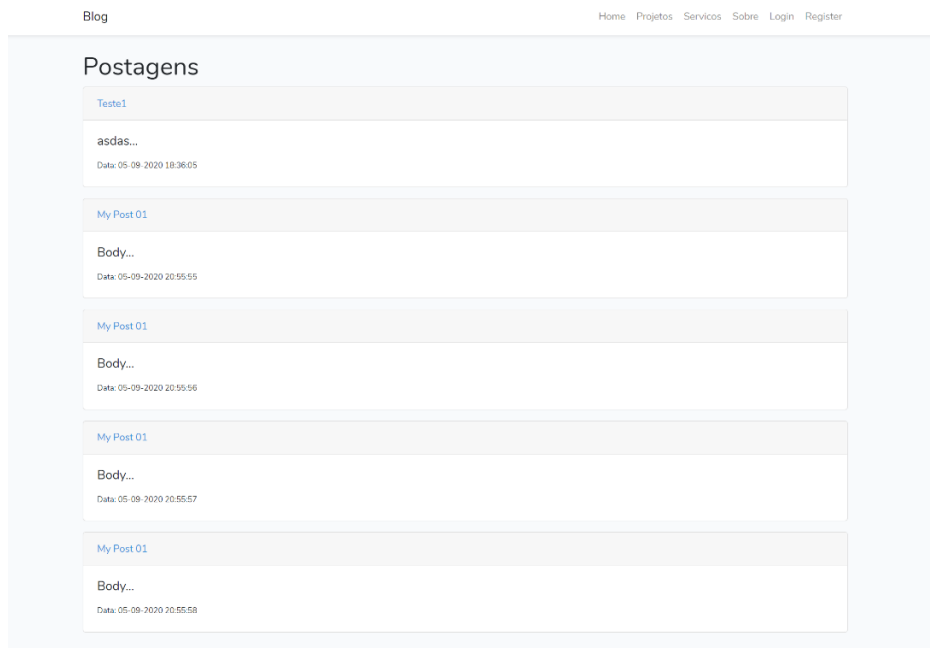 Blog
Home Projetos Servicos Sobre Login Register
Postagens
Teste1
asdas...
Data: 05-09-2020 18:36:05
My Post 01
Body...
Data: 05-09-2020 20:55:55
My Post 01
Body...
Data: 05-09-2020 20:55:56
My Post 01
Body...
Data: 05-09-2020 20:55:57
My Post 01
Body...
Data: 05-09-2020 20:55:58